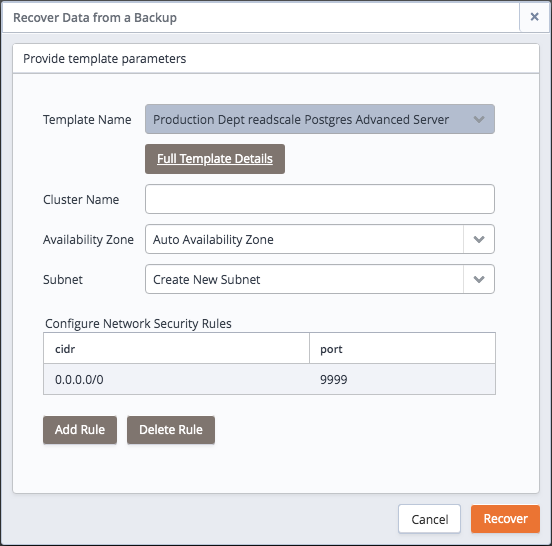 Recover Data from a Backup
Provide template parameters
Template Name Production Dept readscale Postgres Advanced Server
Full Template Details
Cluster Name
Availability Zone Auto Availability Zone
Subnet Create New Subnet
Configure Network Security Rules
cidr port
0.0.0.0/0 9999
Add Rule Delete Rule
Cancel Recover